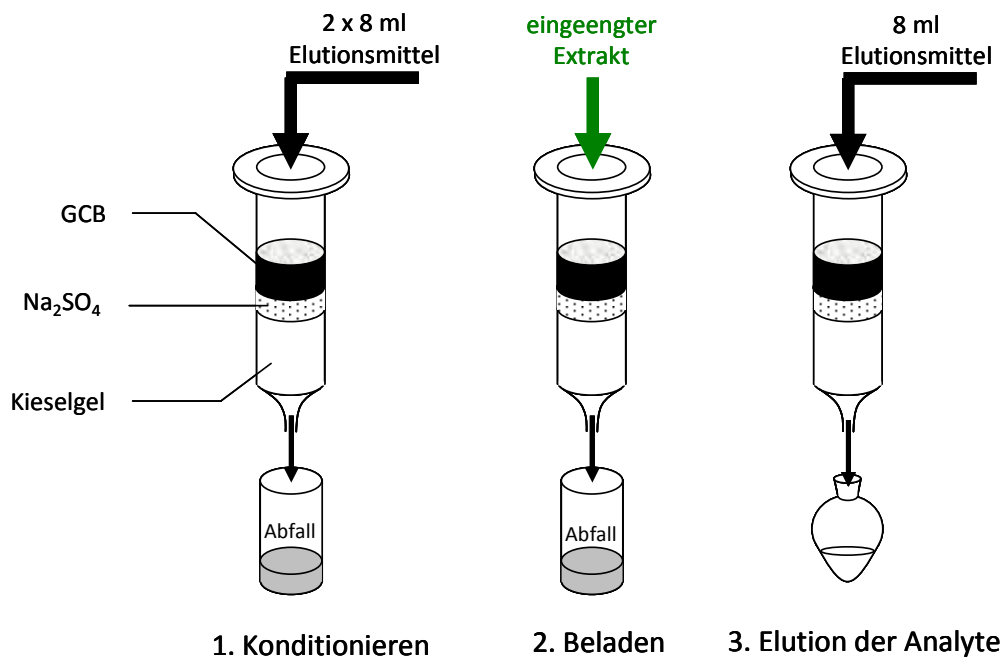 2 x 8 ml
Elutionsmittel
eingeengter
Extrakt
8 ml
Elutionsmittel
GCB
Na₂SO₄
Kieselgel
Abfall
Abfall
1. Konditionieren
2. Beladen
3. Elution der Analyte